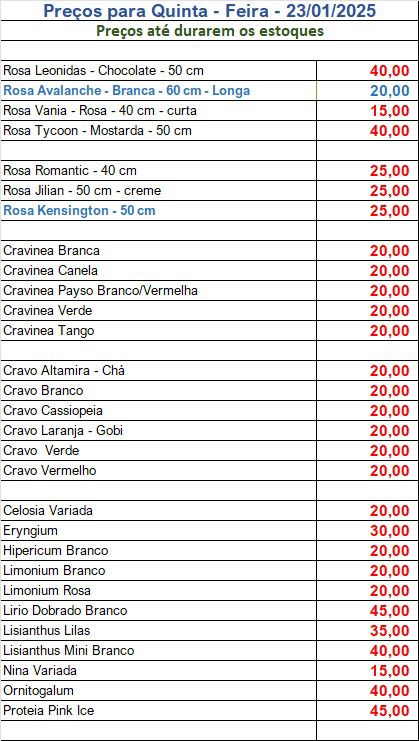 Preços para Quinta - Feira - 23/01/2025
Preços até durarem os estoques
Rosa Leonidas - Chocolate - 50 cm 40,00
Rosa Avalanche - Branca - 60 cm - Longa 20,00
Rosa Vania - Rosa - 40 cm - curta 15,00
Rosa Tycoon - Mostarda - 50 cm 40,00
Rosa Romantic - 40 cm 25,00
Rosa Jilian - 50 cm - creme 25,00
Rosa Kensington - 50 cm 25,00
Cravinea Branca 20,00
Cravinea Canela 20,00
Cravinea Payso Branco/Vermelha 20,00
Cravinea Verde 20,00
Cravinea Tango 20,00
Cravo Altamira - Chá 20,00
Cravo Branco 20,00
Cravo Cassiopeia 20,00
Cravo Laranja - Gobi 20,00
Cravo  Verde 20,00
Cravo Vermelho 20,00
Celosia Variada 20,00
Eryngium 30,00
Hipericum Branco 20,00
Limonium Branco 20,00
Limonium Rosa 20,00
Lirio Dobrado Branco 45,00
Lisianthus Lilas 35,00
Lisianthus Mini Branco 40,00
Nina Variada 15,00
Ornitogalum 40,00
Proteia Pink Ice 45,00